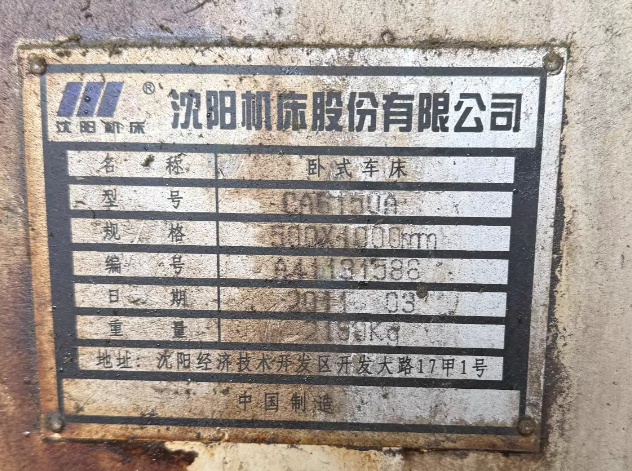 沈阳机床 ® 沈阳机床股份有限公司
名 称 卧式车床
型 号 CA6150A
规 格 500X1000mm
编 号
日 期 2011 03
重 量
地址: 沈阳经济技术开发区开发大路17甲1号
中国制造